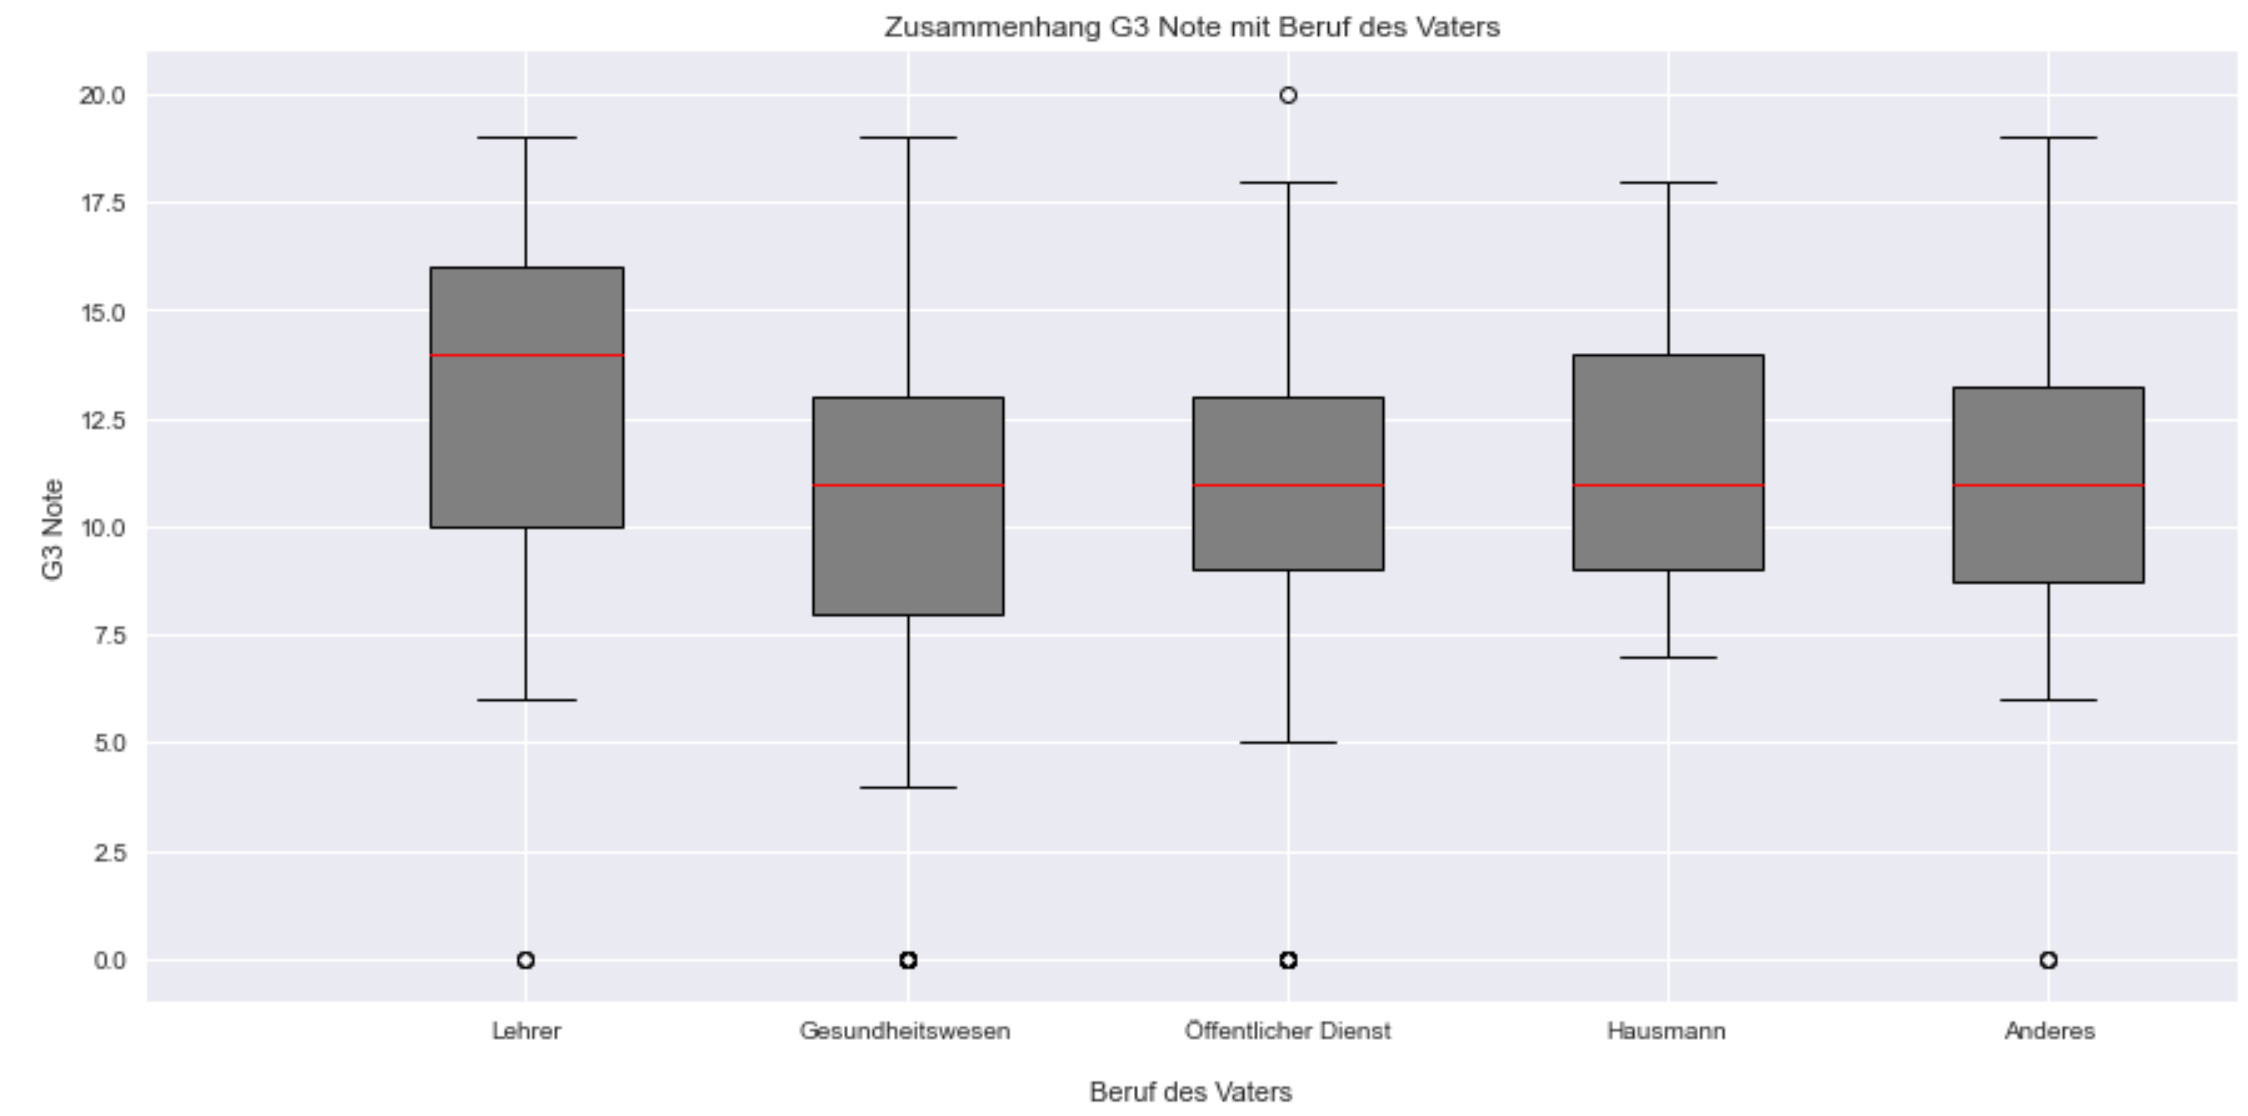 Zusammenhang G3 Note mit Beruf des Vaters
20.0
17.5
15.0
12.5
10.0
7.5
5.0
2.5
0.0
G3 Note
Lehrer
Gesundheitswesen
Öffentlicher Dienst
Hausmann
Anderes
Beruf des Vaters